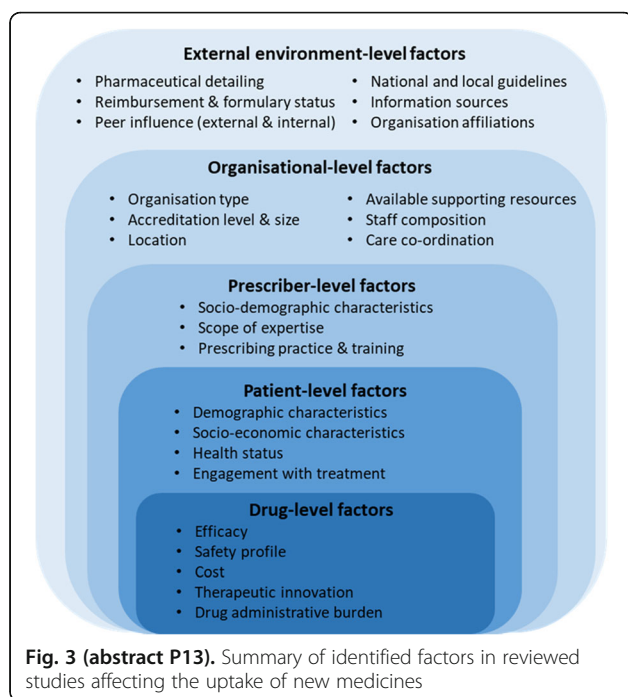 External environment-level factors
• Pharmaceutical detailing
• Reimbursement & formulary status
• Peer influence (external & internal)
• National and local guidelines
• Information sources
• Organisation affiliations
Organisational-level factors
• Organisation type
• Accreditation level & size
• Location
• Available supporting resources
• Staff composition
• Care co-ordination
Prescriber-level factors
• Socio-demographic characteristics
• Scope of expertise
• Prescribing practice & training
Patient-level factors
• Demographic characteristics
• Socio-economic characteristics
• Health status
• Engagement with treatment
Drug-level factors
• Efficacy
• Safety profile
• Cost
• Therapeutic innovation
• Drug administrative burden
Fig. 3 (abstract P13). Summary of identified factors in reviewed
studies affecting the uptake of new medicines